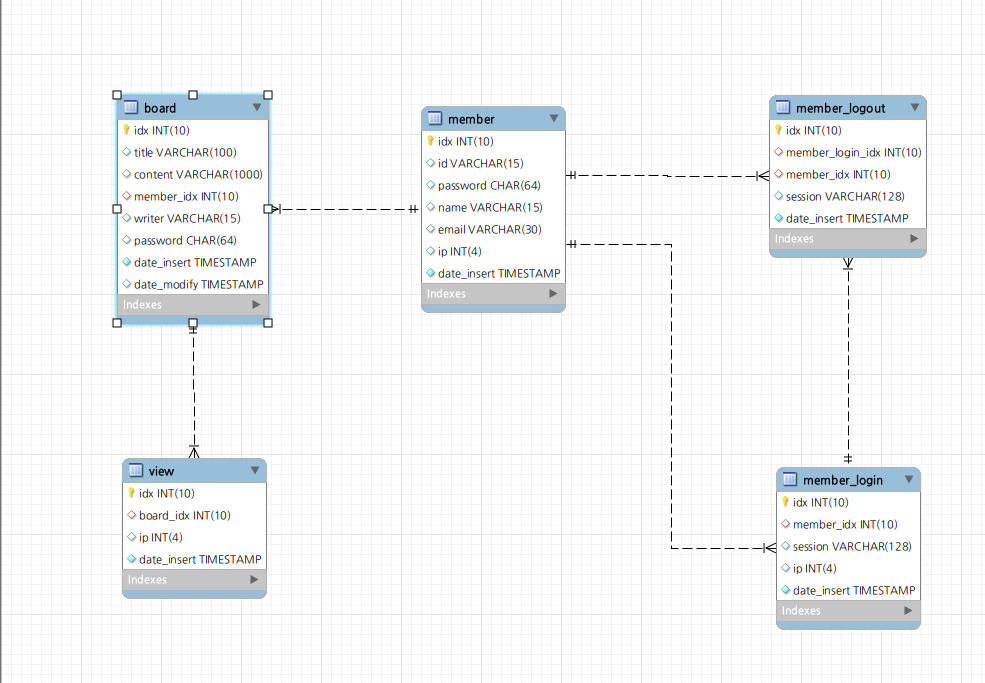 board
idx INT(10)
title VARCHAR(100)
content VARCHAR(1000)
member_idx INT(10)
writer VARCHAR(15)
password CHAR(64)
date_insert TIMESTAMP
date_modify TIMESTAMP
Indexes
member
idx INT(10)
id VARCHAR(15)
password CHAR(64)
name VARCHAR(15)
email VARCHAR(30)
ip INT(4)
date_insert TIMESTAMP
Indexes
member_logout
idx INT(10)
member_login_idx INT(10)
member_idx INT(10)
session VARCHAR(128)
date_insert TIMESTAMP
Indexes
view
idx INT(10)
board_idx INT(10)
ip INT(4)
date_insert TIMESTAMP
Indexes
member_login
idx INT(10)
member_idx INT(10)
session VARCHAR(128)
ip INT(4)
date_insert TIMESTAMP
Indexes